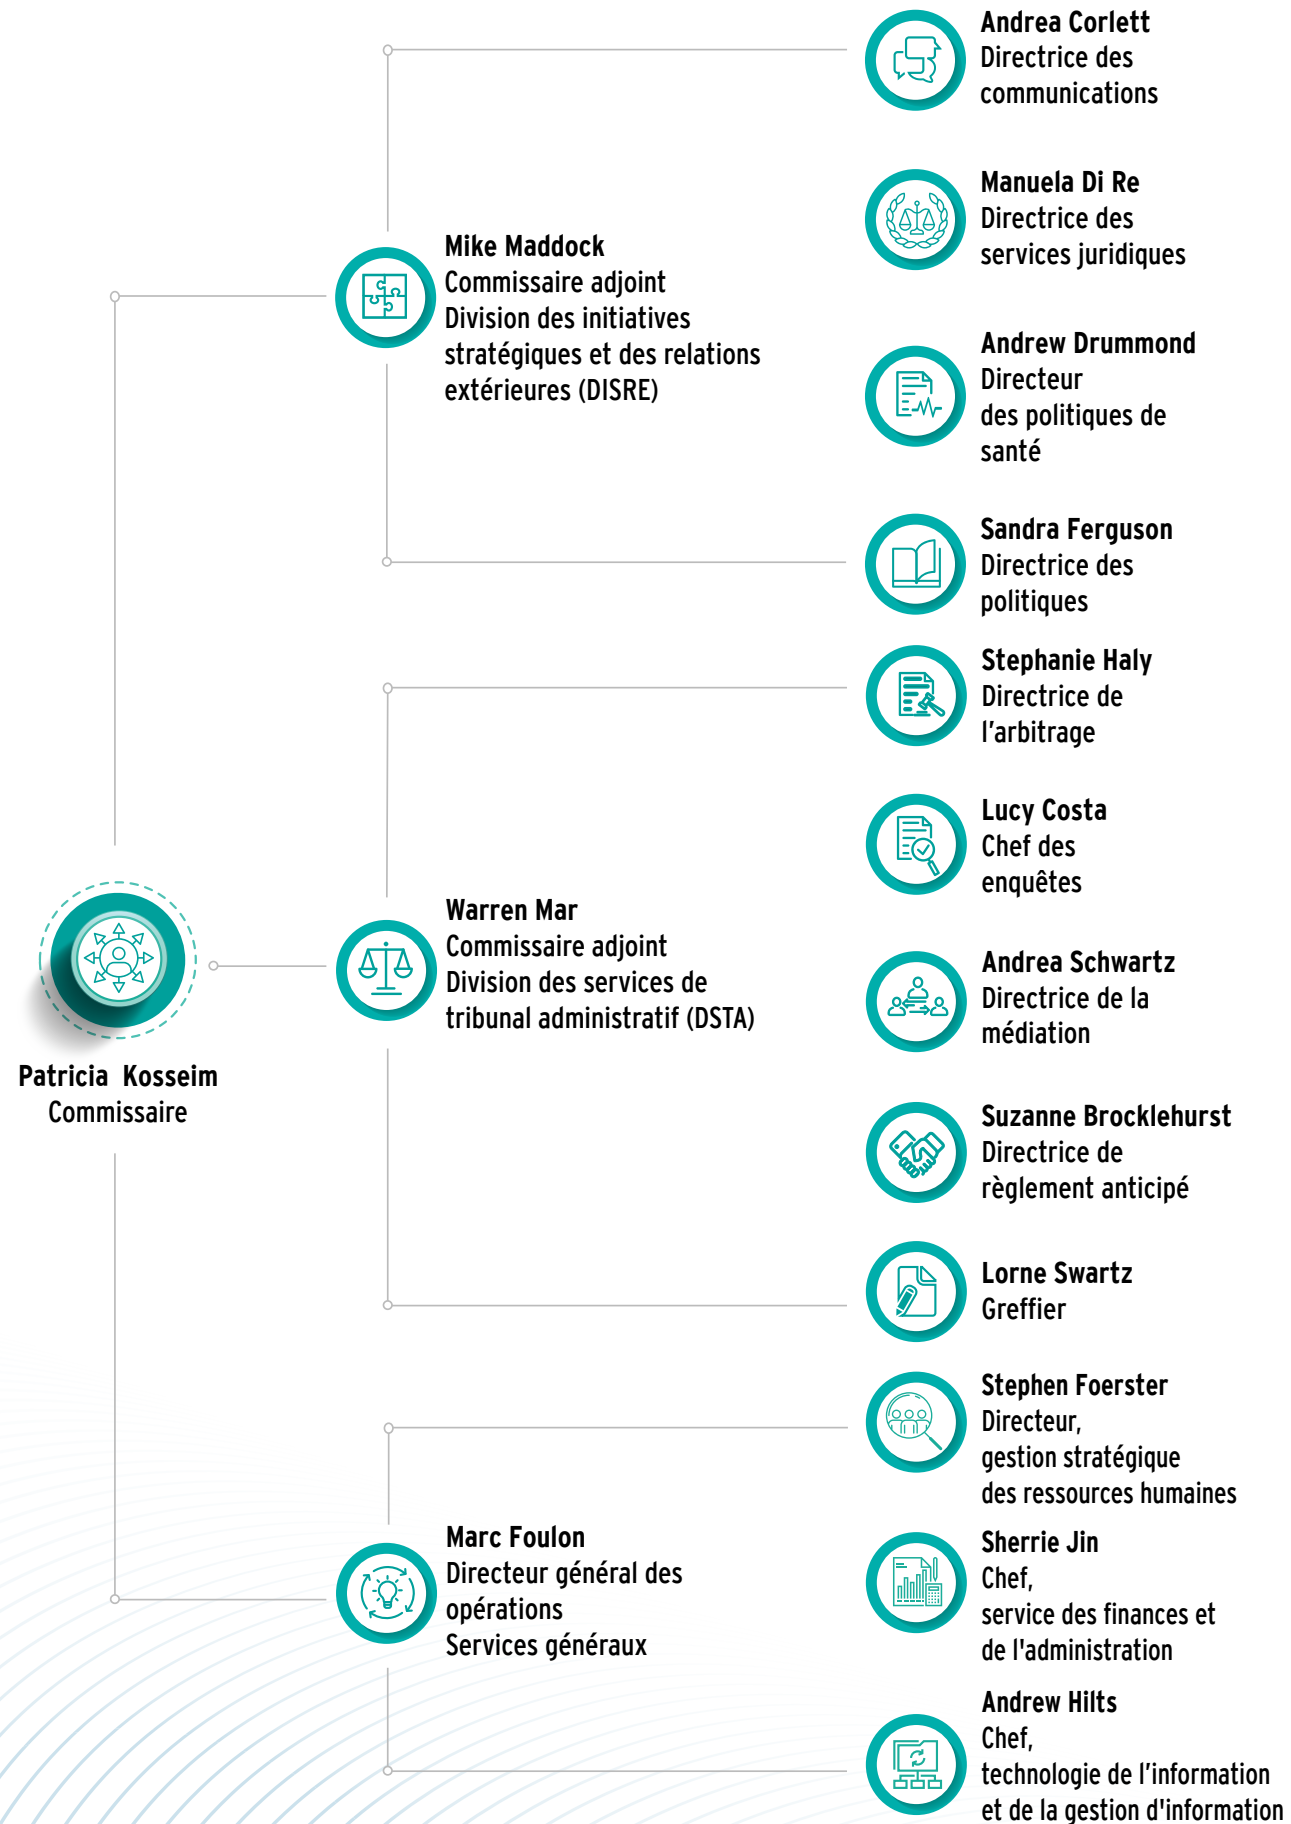 Patricia Kosseim
Commissaire
Mike Maddock
Commissaire adjoint
Division des initiatives
stratégiques et des relations
extérieures (DISRE)
Andrea Corlett
Directrice des
communications
Manuela Di Re
Directrice des
services juridiques
Andrew Drummond
Directeur
des politiques de
santé
Sandra Ferguson
Directrice des
politiques
Warren Mar
Commissaire adjoint
Division des services de
tribunal administratif (DSTA)
Stephanie Haly
Directrice de
l’arbitrage
Lucy Costa
Chef des
enquêtes
Andrea Schwartz
Directrice de la
médiation
Suzanne Brocklehurst
Directrice de
règlement anticipé
Lorne Swartz
Greffier
Marc Foulon
Directeur général des
opérations
Services généraux
Stephen Foerster
Directeur,
gestion stratégique
des ressources humaines
Sherrie Jin
Chef,
service des finances et
de l'administration
Andrew Hilts
Chef,
technologie de l’information
et de la gestion d'information